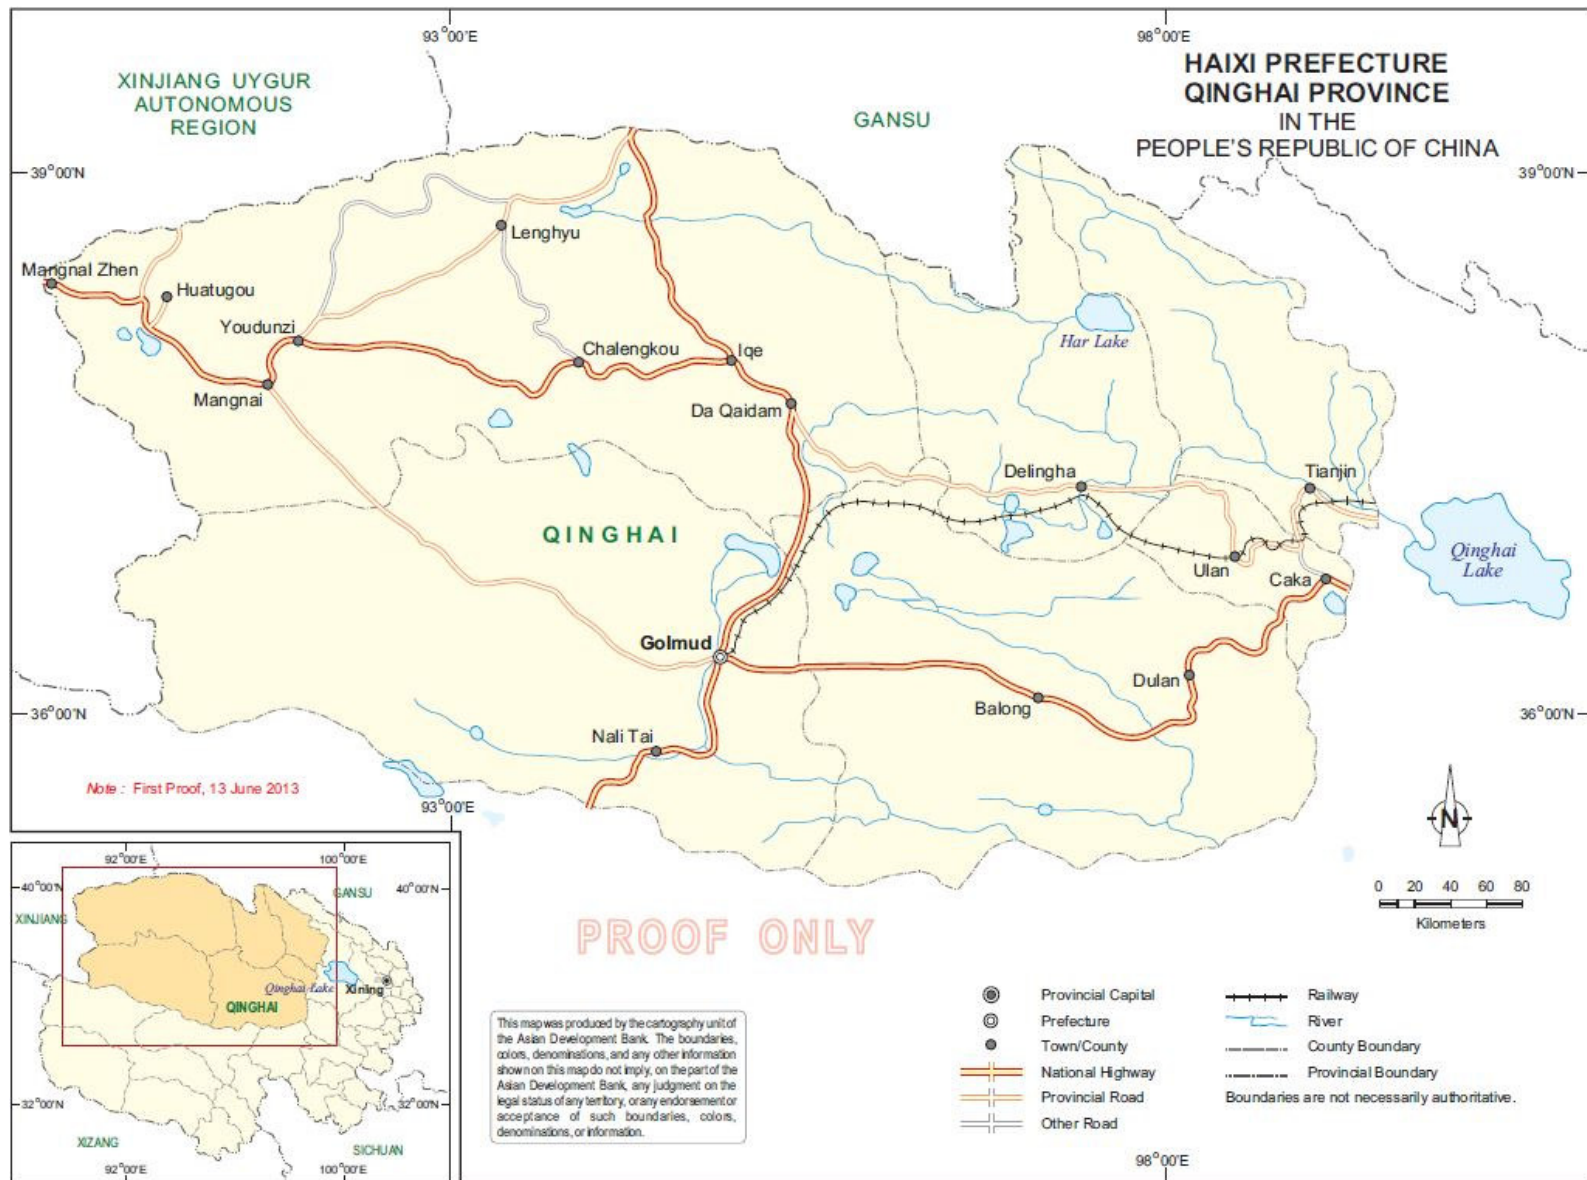 93°00'E
98°00'E
HAIXI PREFECTURE
QINGHAI PROVINCE
IN THE
PEOPLE'S REPUBLIC OF CHINA
XINJIANG UYGUR
AUTONOMOUS
REGION
GANSU
39°00'N
39°00'N
Lenghyu
Mangnal Zhen
Huatugou
Youdunzi
Chalengkou
Iqe
Har Lake
Mangnai
Da Qaidam
Delingha
Tianjin
QINGHAI
Qinghai
Lake
Ulan
Caka
Golmud
Dulan
Balong
36°00'N
36°00'N
Nali Tai
Note : First Proof, 13 June 2013
93°00'E
N
0 20 40 60 80
Kilometers
92°00'E
100°00'E
40°00'N
40°00'N
GANSU
XINJIANG
Qinghai Lake
Xining
QINGHAI
32°00'N
32°00'N
XIZANG
SICHUAN
92°00'E
100°00'E
PROOF ONLY
This map was produced by the cartography unit of
the Asian Development Bank. The boundaries,
colors, denominations, and any other information
shown on this map do not imply, on the part of the
Asian Development Bank, any judgment on the
legal status of any territory, or any endorsement or
acceptance of such boundaries, colors,
denominations, or information.
Provincial Capital
Prefecture
Town/County
National Highway
Provincial Road
Other Road
Railway
River
County Boundary
Provincial Boundary
Boundaries are not necessarily authoritative.
98°00'E